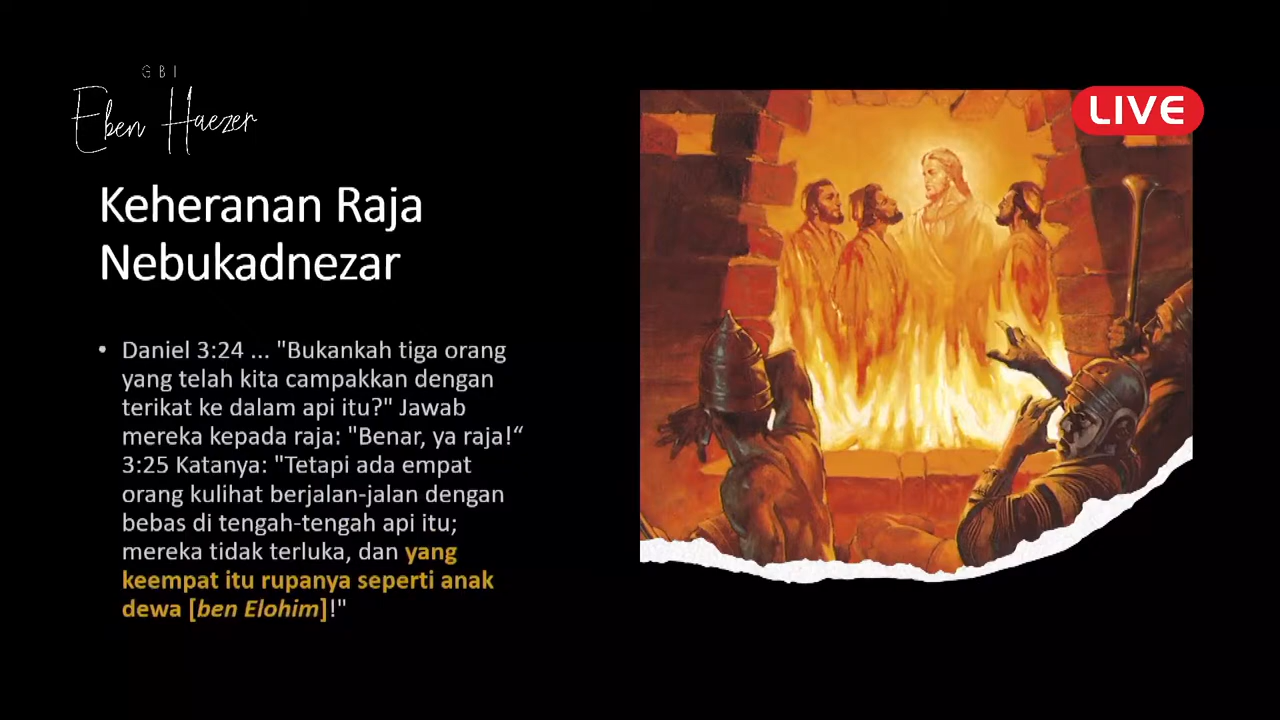 GBI
Eben Haezer
LIVE
Keheranan Raja
Nebukadnezar
• Daniel 3:24 ... "Bukankah tiga orang
yang telah kita campakkan dengan
terikat ke dalam api itu?" Jawab
mereka kepada raja: "Benar, ya raja!“
3:25 Katanya: "Tetapi ada empat
orang kulihat berjalan-jalan dengan
bebas di tengah-tengah api itu;
mereka tidak terluka, dan yang
keempat itu rupanya seperti anak
dewa [ben Elohim]!"